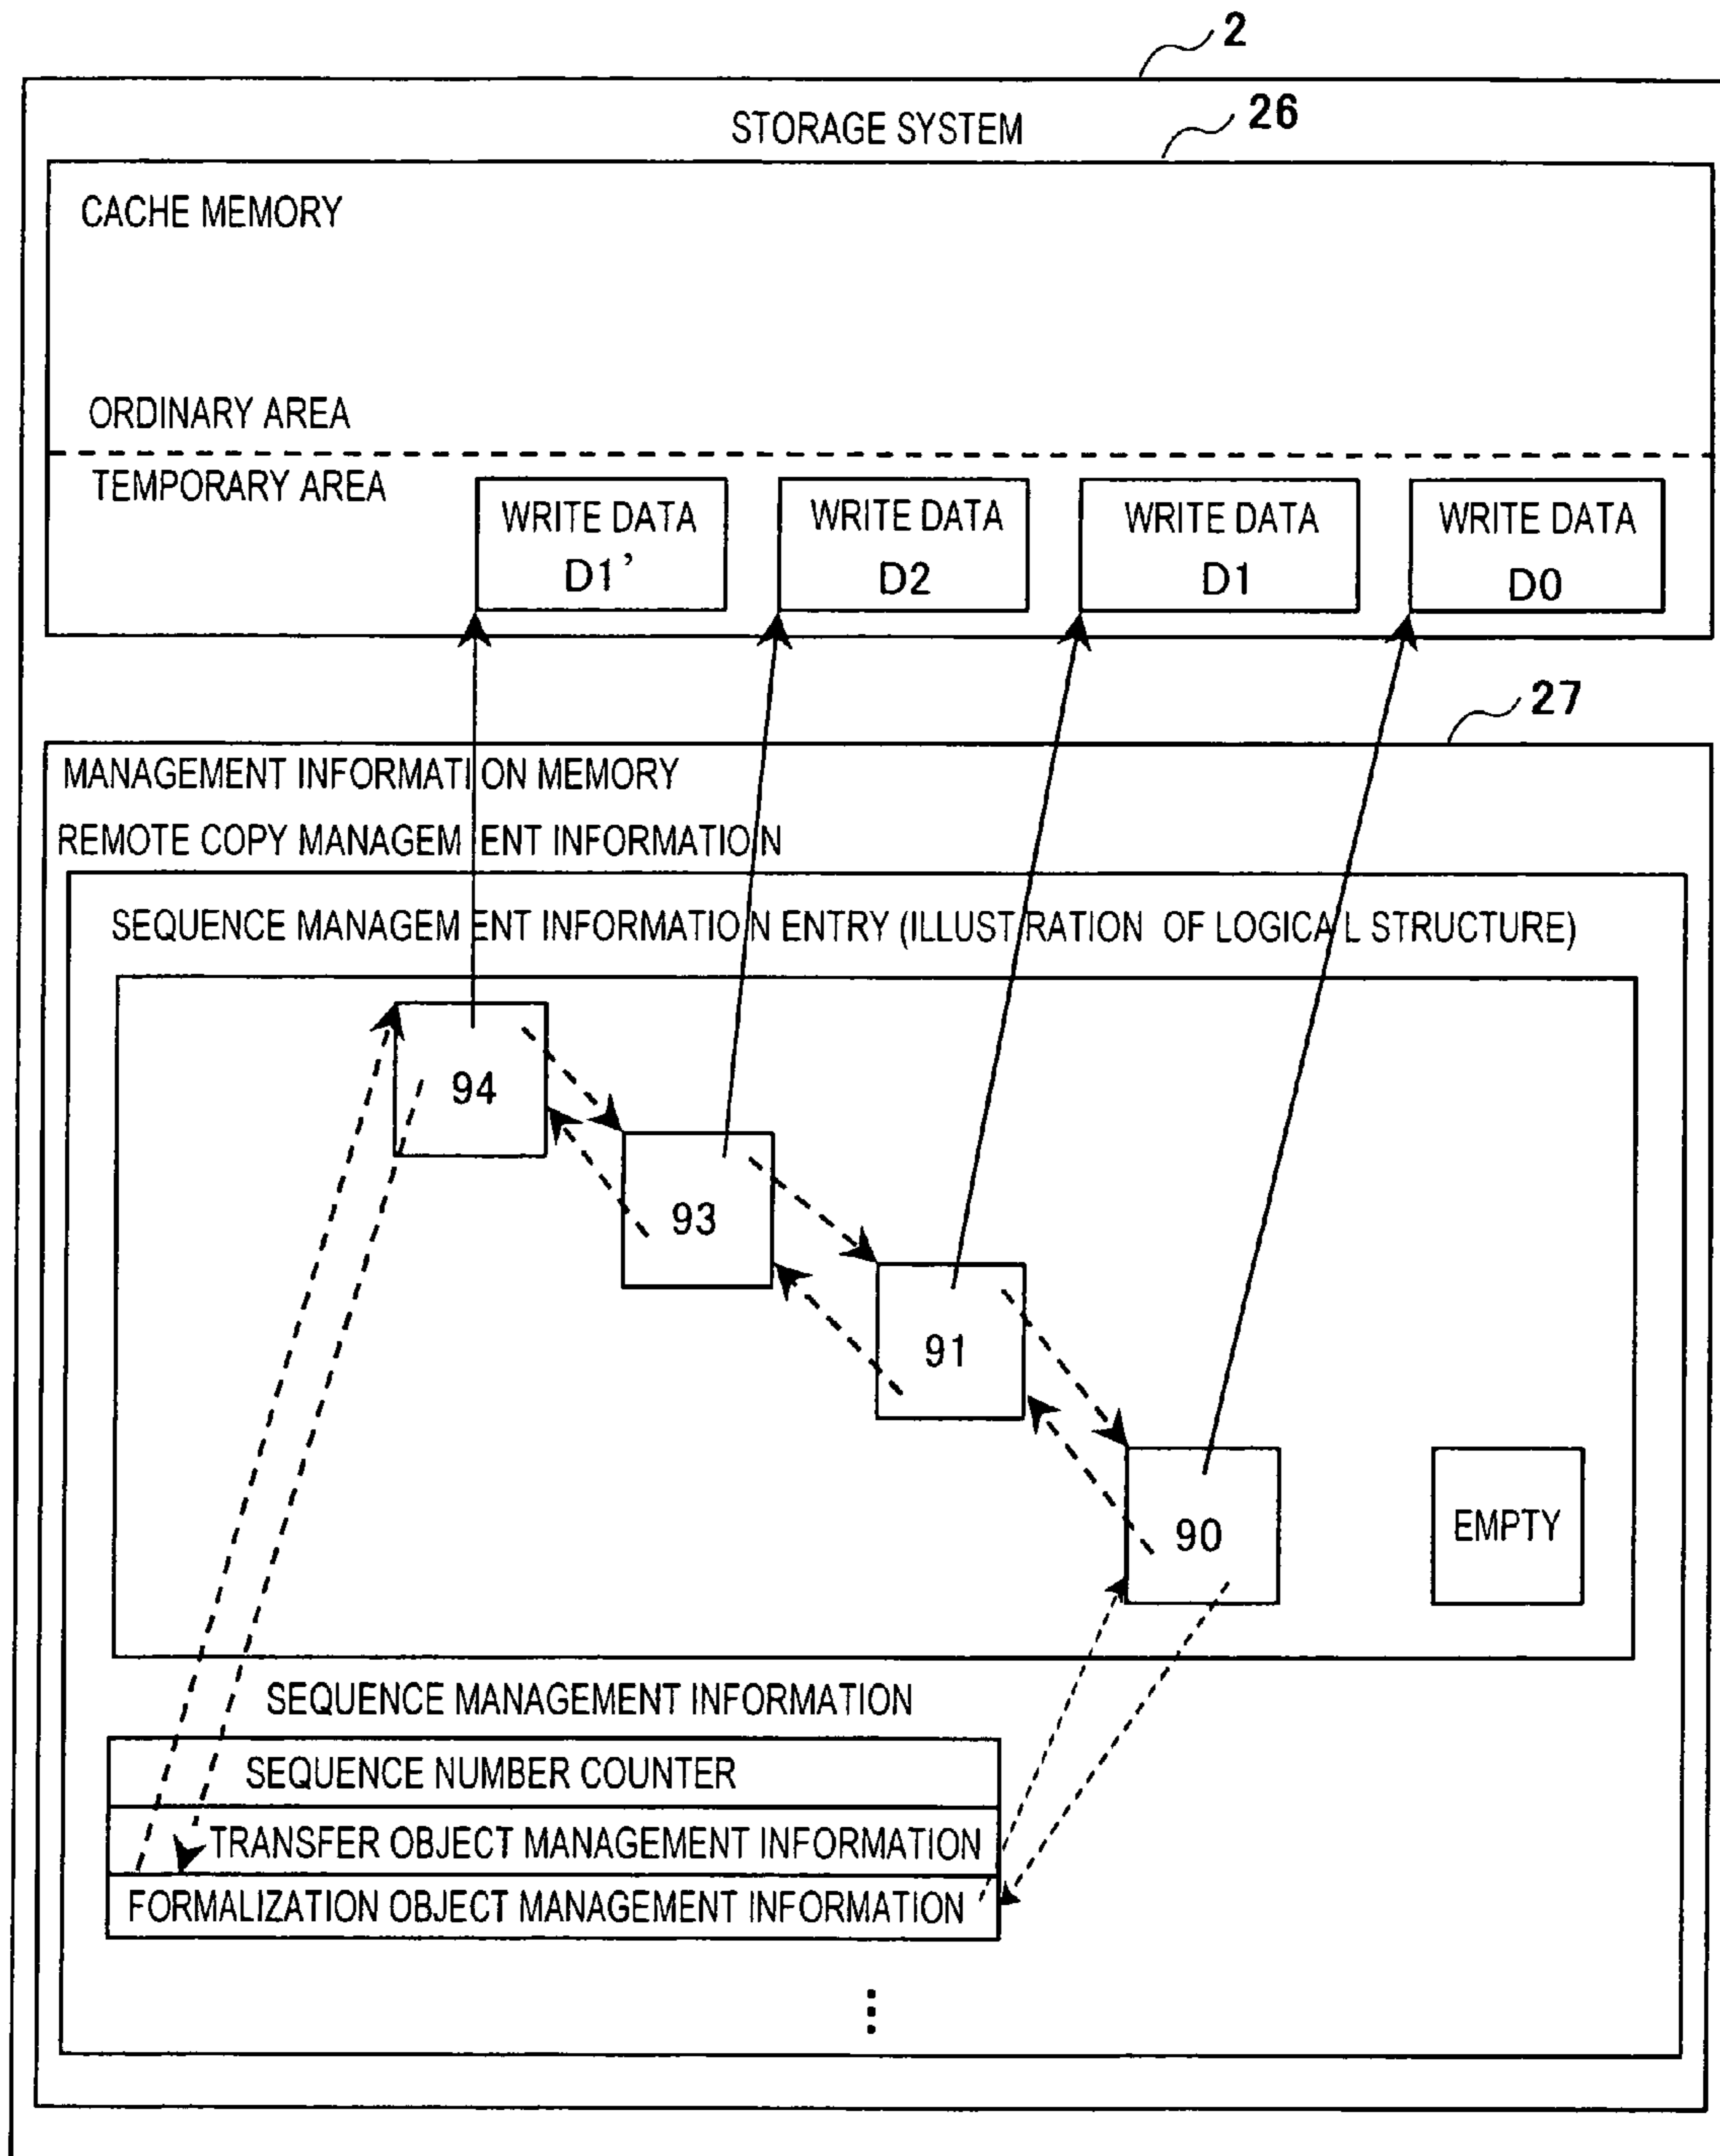 2
STORAGE SYSTEM
26
CACHE MEMORY
ORDINARY AREA
TEMPORARY AREA
WRITE DATA
D1’
WRITE DATA
D2
WRITE DATA
D1
WRITE DATA
D0
27
MANAGEMENT INFORMATION MEMORY
REMOTE COPY MANAGEMENT INFORMATION
SEQUENCE MANAGEMENT INFORMATION ENTRY (ILLUSTRATION OF LOGICAL STRUCTURE)
94
93
91
90
EMPTY
SEQUENCE MANAGEMENT INFORMATION
SEQUENCE NUMBER COUNTER
TRANSFER OBJECT MANAGEMENT INFORMATION
FORMALIZATION OBJECT MANAGEMENT INFORMATION
⋮